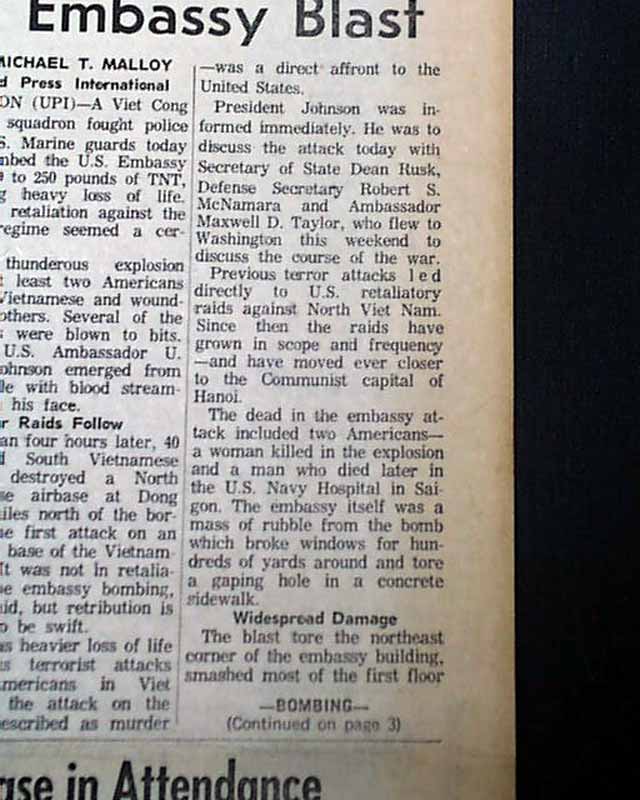 Embassy Blast
MICHAEL T. MALLOY
d Press International
ON (UPI)—A Viet Cong
squadron fought police
S. Marine guards today
mbed the U.S. Embassy
to 250 pounds of TNT,
g heavy loss of life.
retaliation against the
regime seemed a cer-
thunderous explosion
t least two Americans
Vietnamese and wound-
others. Several of the
were blown to bits.
U.S. Ambassador U.
ohnson emerged from
le with blood stream-
his face.
r Raids Follow
an four hours later, 40
d South Vietnamese
destroyed a North
se airbase at Dong
iles north of the bor-
e first attack on an
base of the Vietnam
It was not in retalia-
e embassy bombing,
aid, but retribution is
o be swift.
as heavier loss of life
us terrorist attacks
mericans in Viet
the attack on the
escribed as murder
—was a direct affront to the
United States.
President Johnson was in-
formed immediately. He was to
discuss the attack today with
Secretary of State Dean Rusk,
Defense Secretary Robert S.
McNamara and Ambassador
Maxwell D. Taylor, who flew to
Washington this weekend to
discuss the course of the war.
Previous terror attacks led
directly to U.S. retaliatory
raids against North Viet Nam.
Since then the raids have
grown in scope and frequency
—and have moved ever closer
to the Communist capital of
Hanoi.
The dead in the embassy at-
tack included two Americans—
a woman killed in the explosion
and a man who died later in
the U.S. Navy Hospital in Sai-
gon. The embassy itself was a
mass of rubble from the bomb
which broke windows for hun-
dreds of yards around and tore
a gaping hole in a concrete
sidewalk.
Widespread Damage
The blast tore the northeast
corner of the embassy building,
smashed most of the first floor
—BOMBING—
(Continued on page 3)
ase in Attendance